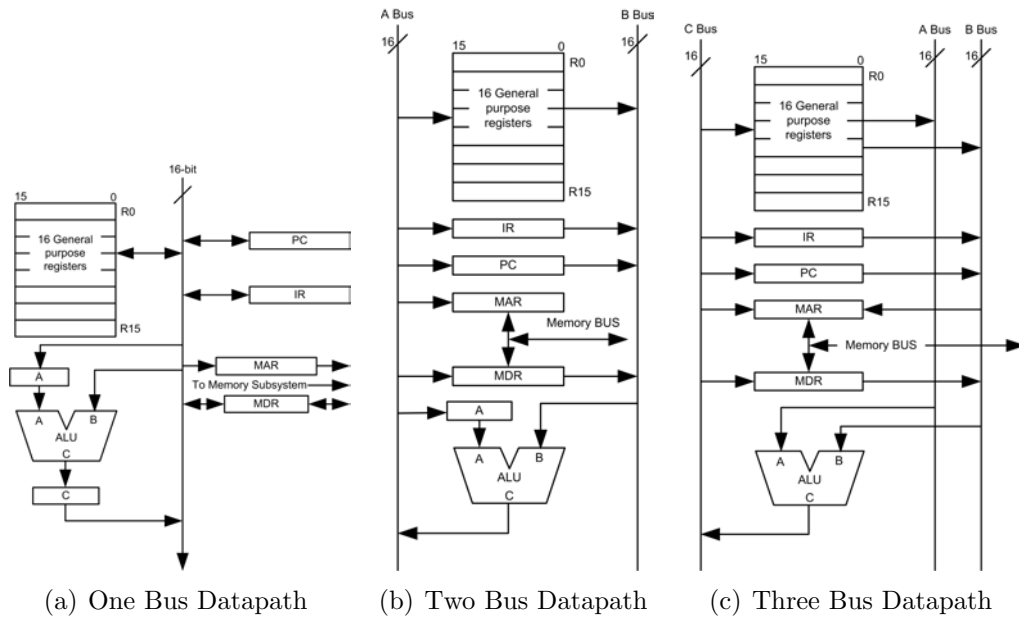 16-bit
15 0
R0
16 General
purpose
registers
R15
PC
IR
MAR
To Memory Subsystem
MDR
A
A B
ALU
C
C
(a) One Bus Datapath
A Bus B Bus
16 16
15 0
R0
16 General
purpose
registers
R15
IR
PC
MAR
Memory BUS
MDR
A
A B
ALU
C
(b) Two Bus Datapath
C Bus A Bus B Bus
16 16 16
15 0
R0
16 General
purpose
registers
R15
IR
PC
MAR
Memory BUS
MDR
A B
ALU
C
(c) Three Bus Datapath